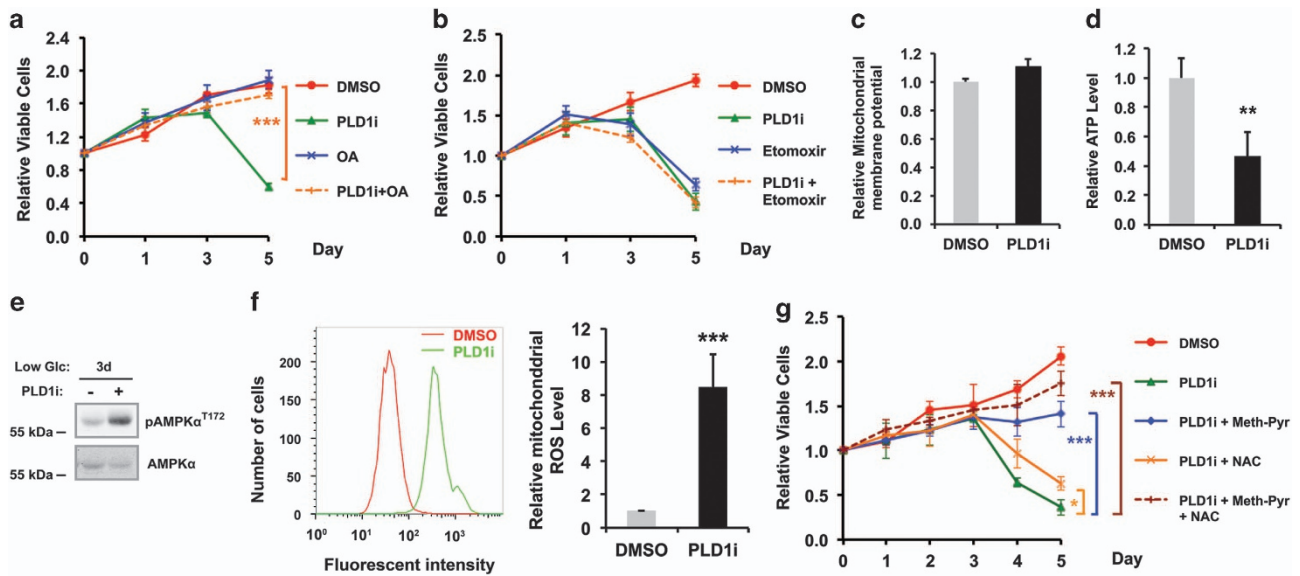 a
Relative Viable Cells
2.4
2.0
1.6
1.2
0.8
0.4
0.0
0
1
3
5
Day
***
DMSO
PLD1i
OA
PLD1i+OA
b
Relative Viable Cells
2.5
2.0
1.5
1.0
0.5
0.0
0
1
3
5
Day
DMSO
PLD1i
Etomoxir
PLD1i +
Etomoxir
c
Relative Mitochondrial
membrane potential
1.2
1.0
0.8
0.6
0.4
0.2
0.0
DMSO
PLD1i
d
Relative ATP Level
1.2
1.0
0.8
0.6
0.4
0.2
0.0
**
DMSO
PLD1i
e
Low Glc: 3d
PLD1i: - +
55 kDa
pAMPKα^T172
55 kDa
AMPKα
f
DMSO
PLD1i
Number of cells
200
160
120
80
40
0
10^0
10^1
10^2
10^3
Fluorescent intensity
Relative mitochonddrial
ROS Level
12
10
8
6
4
2
0
***
DMSO
PLD1i
g
Relative Viable Cells
2.5
2.0
1.5
1.0
0.5
0.0
0
1
2
3
4
5
Day
***
***
*
DMSO
PLD1i
PLD1i + Meth-Pyr
PLD1i + NAC
PLD1i + Meth-Pyr
+ NAC